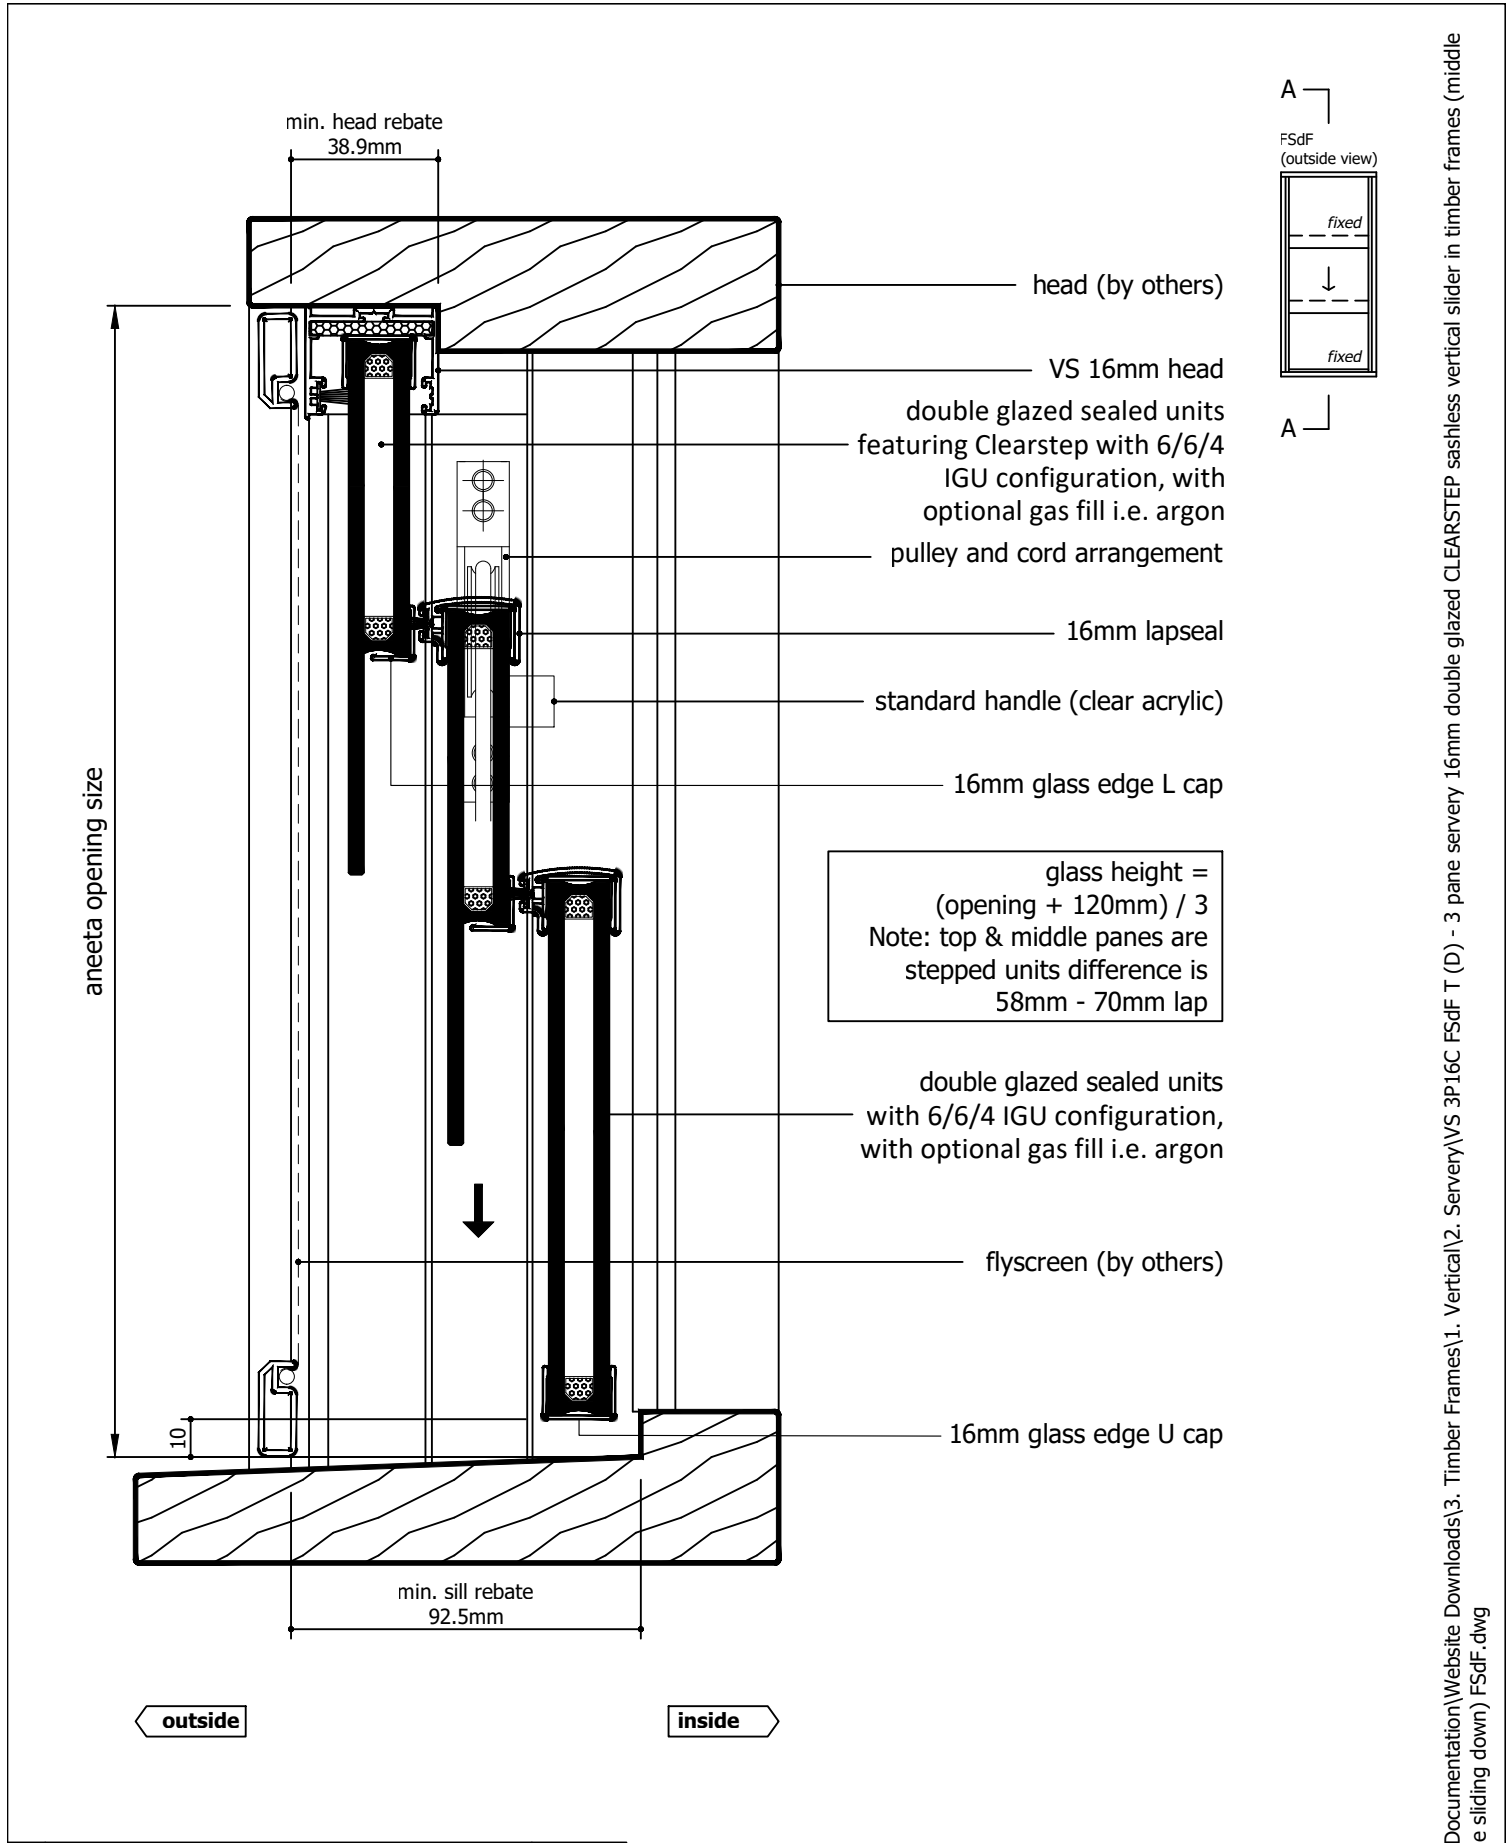 min. head rebate
38.9mm
A
FSdF
(outside view)
fixed
fixed
A
head (by others)
VS 16mm head
double glazed sealed units
featuring Clearstep with 6/6/4
IGU configuration, with
optional gas fill i.e. argon
pulley and cord arrangement
16mm lapseal
standard handle (clear acrylic)
16mm glass edge L cap
aneeta opening size
glass height =
(opening + 120mm) / 3
Note: top & middle panes are
stepped units difference is
58mm - 70mm lap
double glazed sealed units
with 6/6/4 IGU configuration,
with optional gas fill i.e. argon
flyscreen (by others)
10
16mm glass edge U cap
min. sill rebate
92.5mm
outside
inside
Documentation\Website Downloads\3. Timber Frames\1. Vertical\2. Servery\VS 3P16C FSdF T (D) - 3 pane servery 16mm double glazed CLEARSTEP sashless vertical slider in timber frames (middle
e sliding down) FSdF.dwg